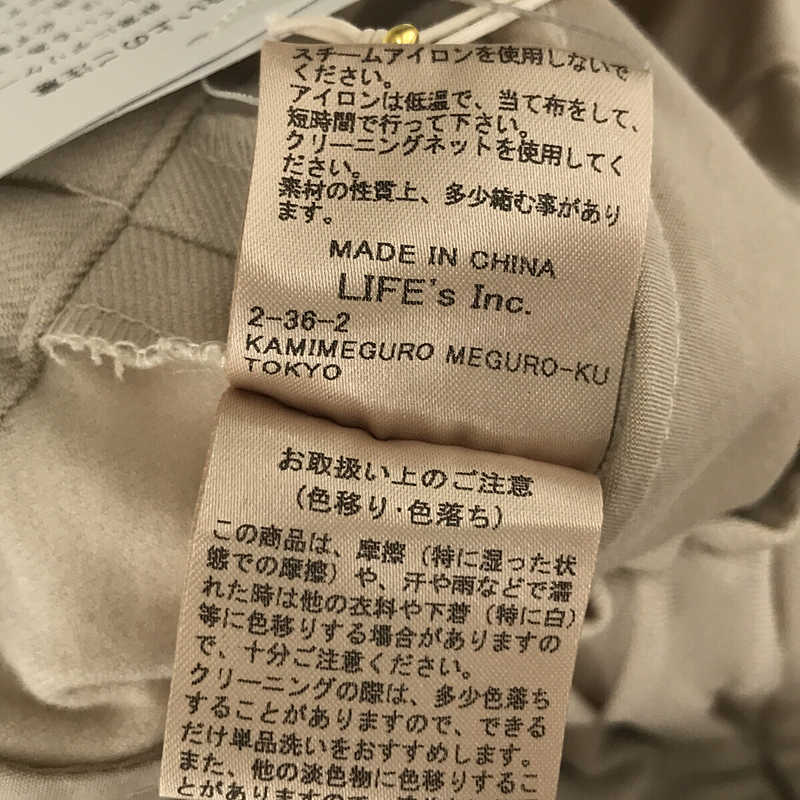 スチームアイロンを使用しないで
ください。
アイロンは低温で、当て布をして、
短時間で行って下さい。
クリーニングネットを使用してく
ださい。
素材の性質上、多少縮む事があり
ます。
MADE IN CHINA
LIFE's Inc.
2-36-2
KAMIMEGURO MEGURO-KU
TOKYO
お取扱い上のご注意
(色移り・色落ち)
この商品は、摩擦（特に湿った状
態での摩擦）や、汗や雨などで濡
れた時は他の衣料や下着（特に白）
等に色移りする場合がありますの
で、十分ご注意ください。
クリーニングの際は、多少色落ち
することがありますので、できる
だけ単品洗いをおすすめします。
また、他の淡色物に色移りするこ
とがありますので